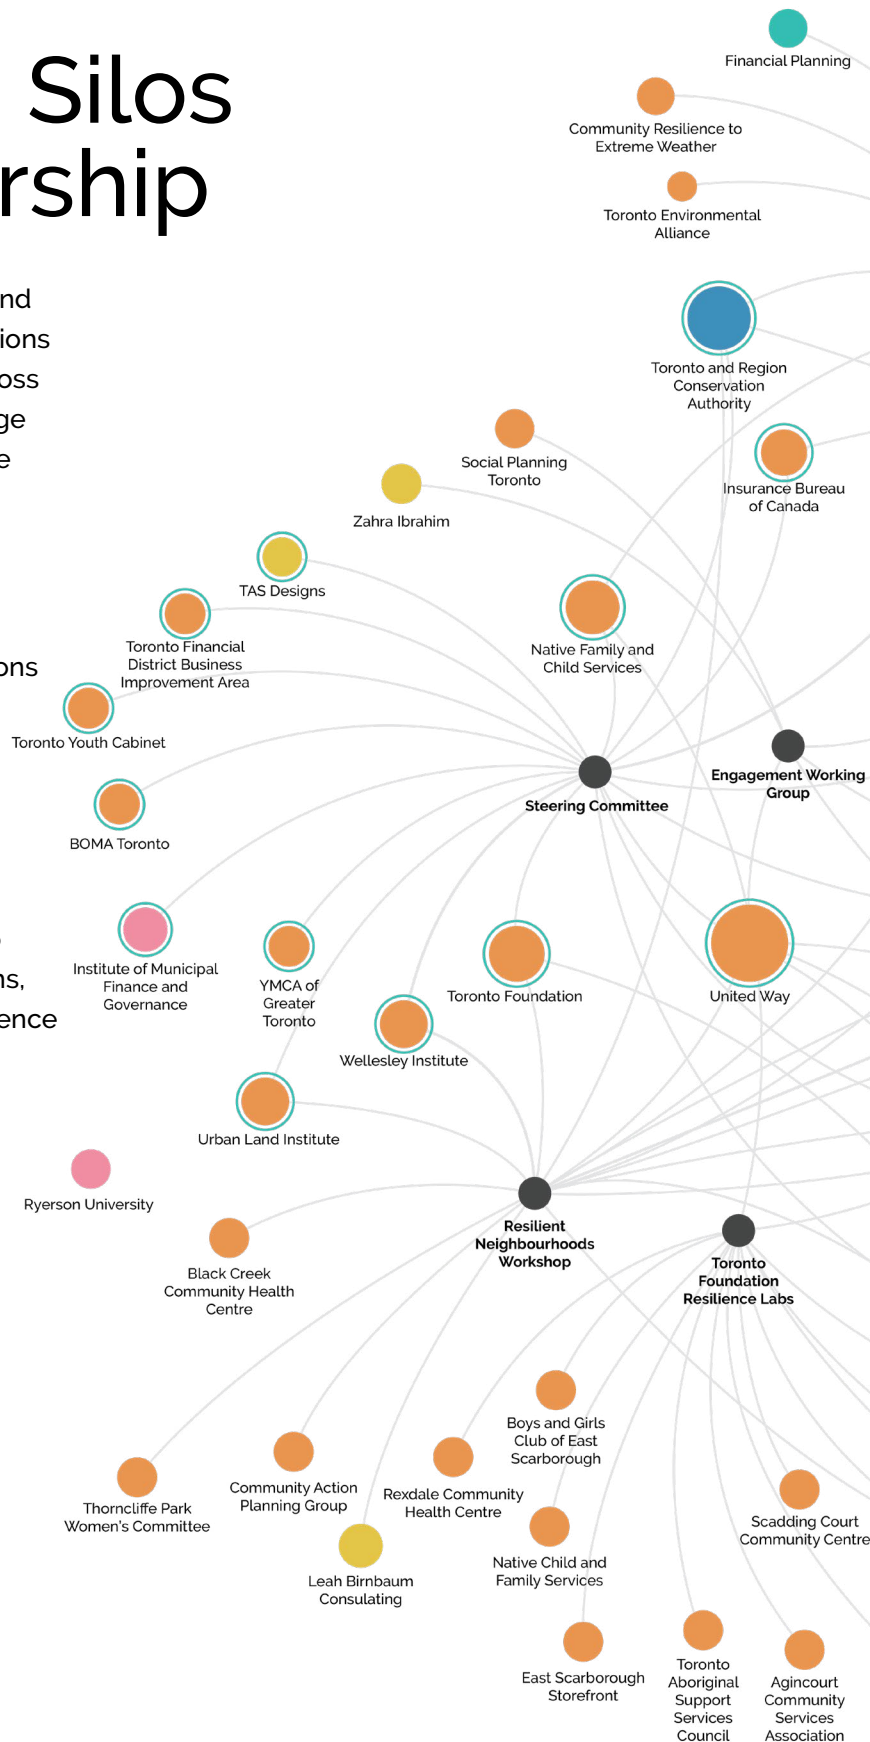 Silos
rship
nd
ions
oss
ge
e
ons
ns,
ence
Financial Planning
Community Resilience to
Extreme Weather
Toronto Environmental
Alliance
Toronto and Region
Conservation
Authority
Social Planning
Toronto
Insurance Bureau
of Canada
Zahra Ibrahim
TAS Designs
Toronto Financial
District Business
Improvement Area
Native Family and
Child Services
Toronto Youth Cabinet
Engagement Working
Group
Steering Committee
BOMA Toronto
Institute of Municipal
Finance and
Governance
YMCA of
Greater
Toronto
Toronto Foundation
United Way
Wellesley Institute
Urban Land Institute
Ryerson University
Resilient
Neighbourhoods
Workshop
Toronto
Foundation
Resilience Labs
Black Creek
Community Health
Centre
Boys and Girls
Club of East
Scarborough
Thorncliffe Park
Women's Committee
Community Action
Planning Group
Rexdale Community
Health Centre
Scadding Court
Community Centre
Native Child and
Family Services
Leah Birnbaum
Consulating
East Scarborough
Storefront
Toronto
Aboriginal
Support
Services
Council
Agincourt
Community
Services
Association